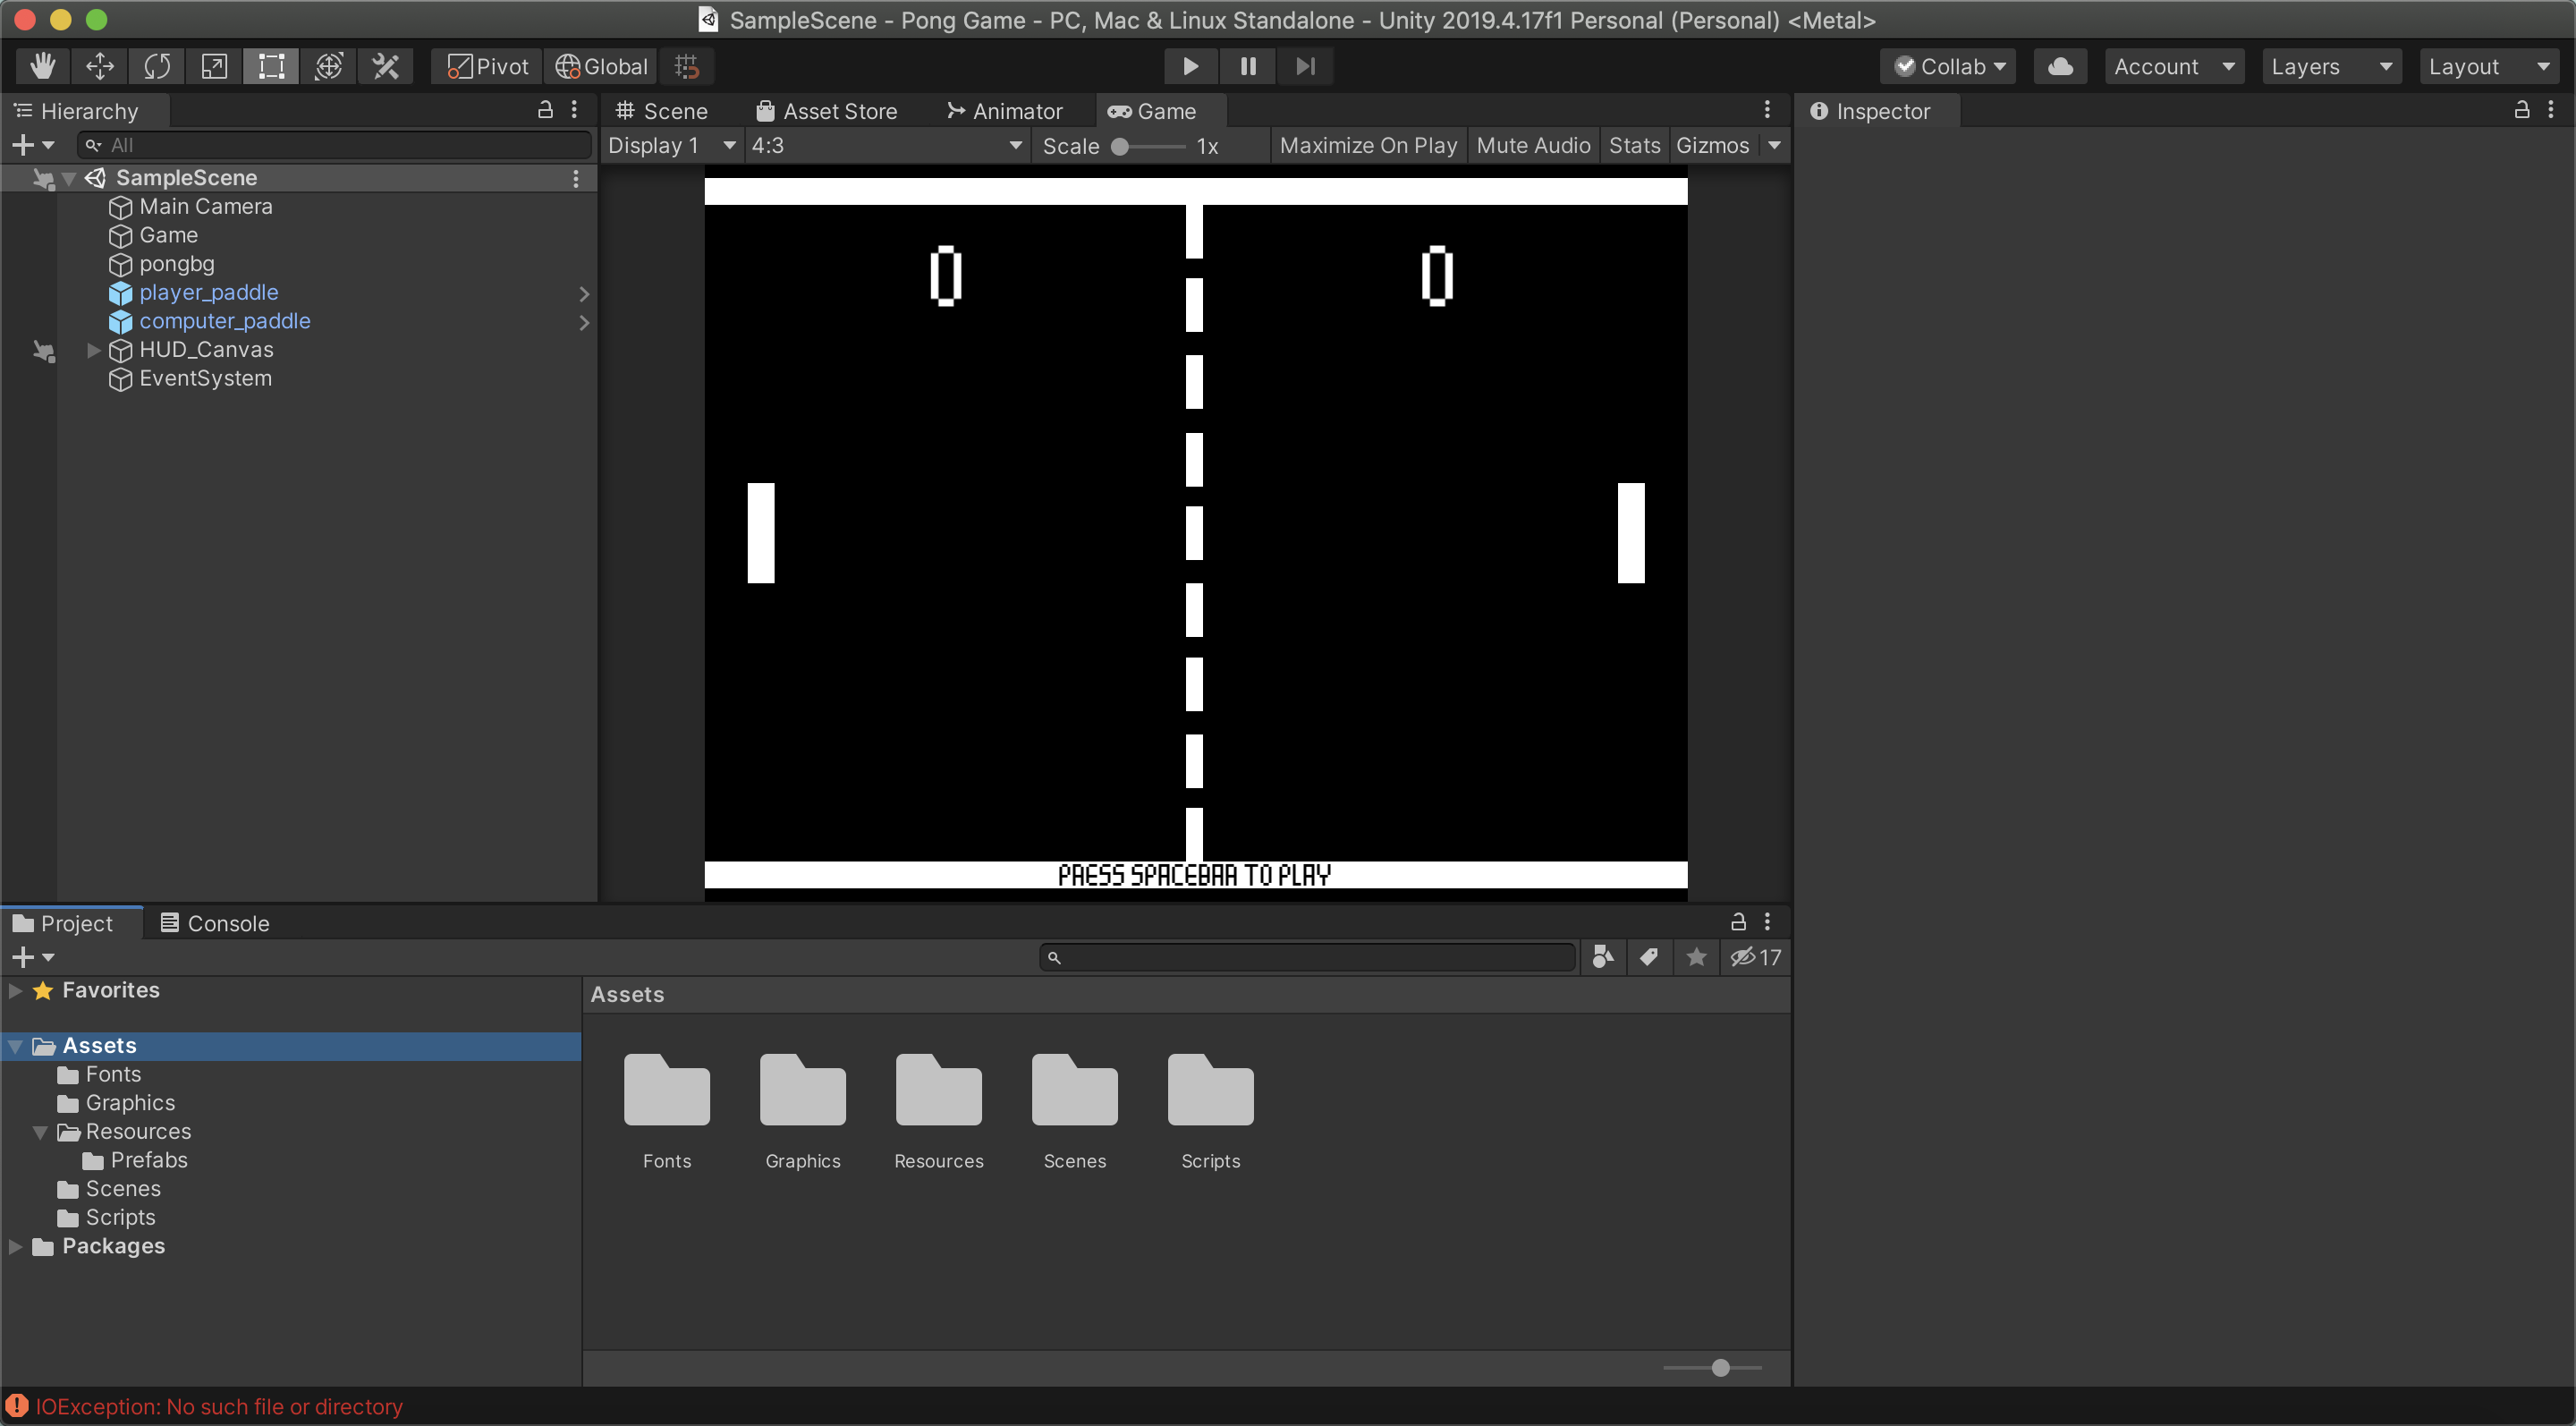 SampleScene - Pong Game - PC, Mac & Linux Standalone - Unity 2019.4.17f1 Personal (Personal) <Metal>
Pivot Global Collab Account Layers Layout
Hierarchy
All
SampleScene
Main Camera
Game
pongbg
player_paddle
computer_paddle
HUD_Canvas
EventSystem
Scene Asset Store Animator Game
Display 1 4:3 Scale 1x Maximize On Play Mute Audio Stats Gizmos
0 0
PRESS SPACEBAR TO PLAY
Inspector
Project Console
17
Favorites
Assets
Fonts
Graphics
Resources
Prefabs
Scenes
Scripts
Packages
Assets
Fonts Graphics Resources Scenes Scripts
IOException: No such file or directory